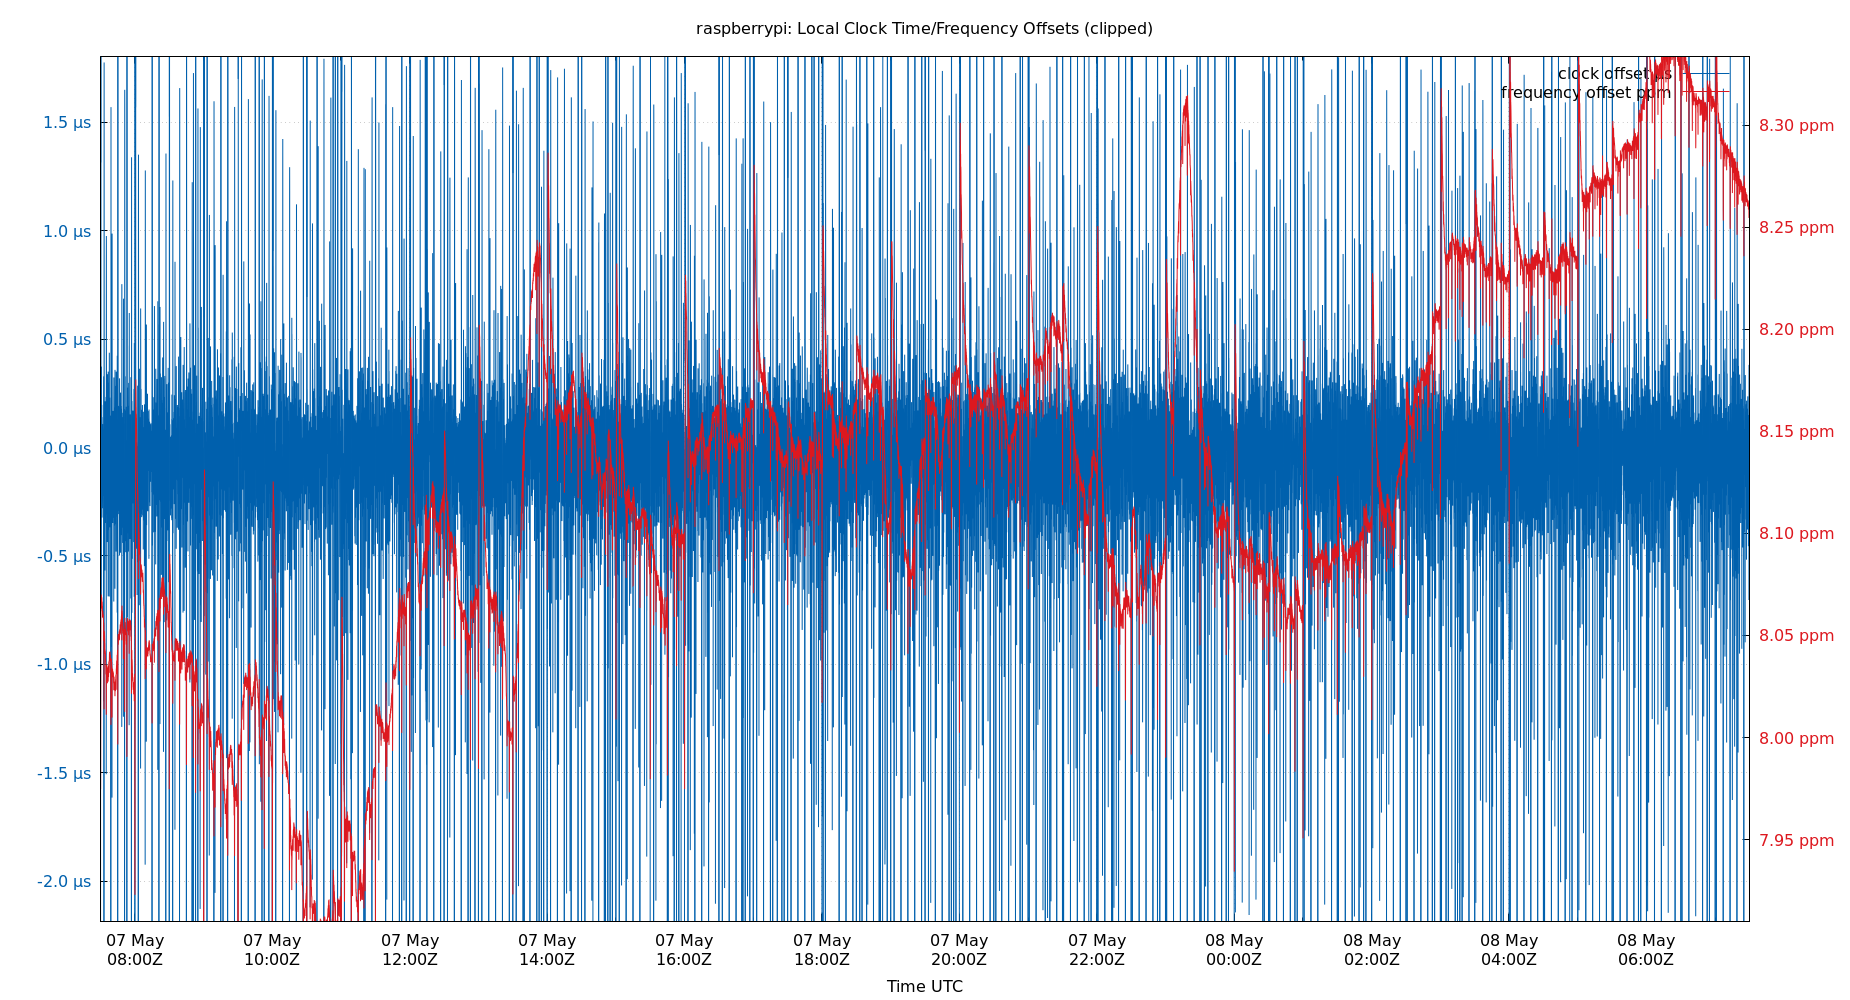 raspberrypi: Local Clock Time/Frequency Offsets (clipped)
clock offset µs
frequency offset ppm
1.5 µs
1.0 µs
0.5 µs
0.0 µs
-0.5 µs
-1.0 µs
-1.5 µs
-2.0 µs
8.30 ppm
8.25 ppm
8.20 ppm
8.15 ppm
8.10 ppm
8.05 ppm
8.00 ppm
7.95 ppm
07 May 07 May 07 May 07 May 07 May 07 May 07 May 07 May 08 May 08 May 08 May 08 May
08:00Z 10:00Z 12:00Z 14:00Z 16:00Z 18:00Z 20:00Z 22:00Z 00:00Z 02:00Z 04:00Z 06:00Z
Time UTC